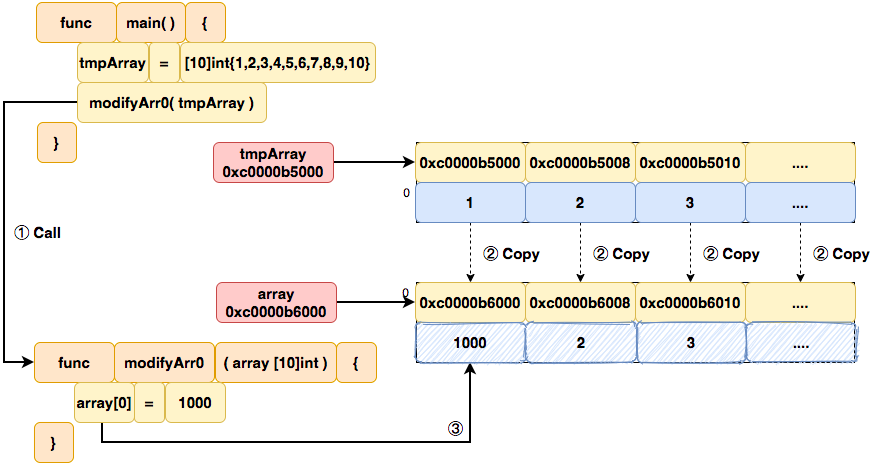 func main( ) {
tmpArray = [10]int{1,2,3,4,5,6,7,8,9,10}
modifyArr0( tmpArray )
}
tmpArray
0xc0000b5000
0xc0000b5000 0xc0000b5008 0xc0000b5010 ....
0
1 2 3 ....
① Call
② Copy ② Copy ② Copy ② Copy
array
0xc0000b6000
0
0xc0000b6000 0xc0000b6008 0xc0000b6010 ....
1000 2 3 ....
func modifyArr0 ( array [10]int ) {
array[0] = 1000
③
}